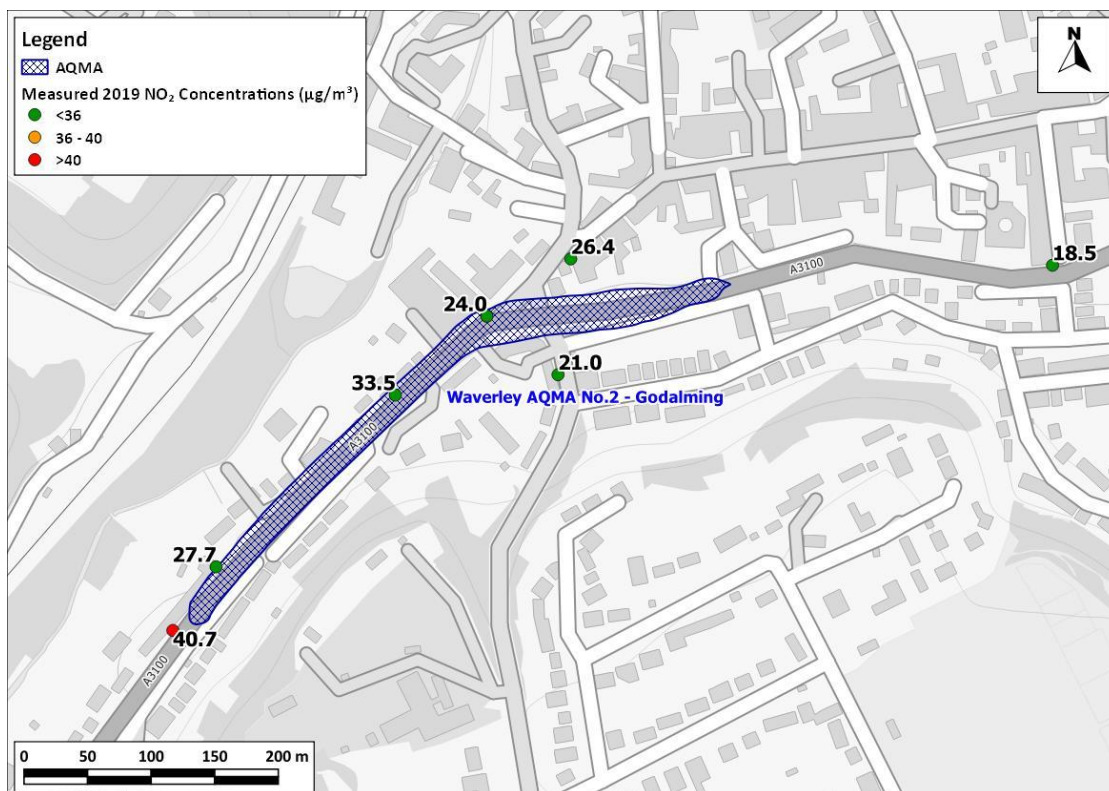 Legend
AQMA
Measured 2019 NO₂ Concentrations (µg/m³)
<36
36 - 40
>40
N
26.4
18.5
A3100
24.0
21.0
33.5
Waverley AQMA No.2 - Godalming
A3100
27.7
40.7
A3100
0 50 100 150 200 m